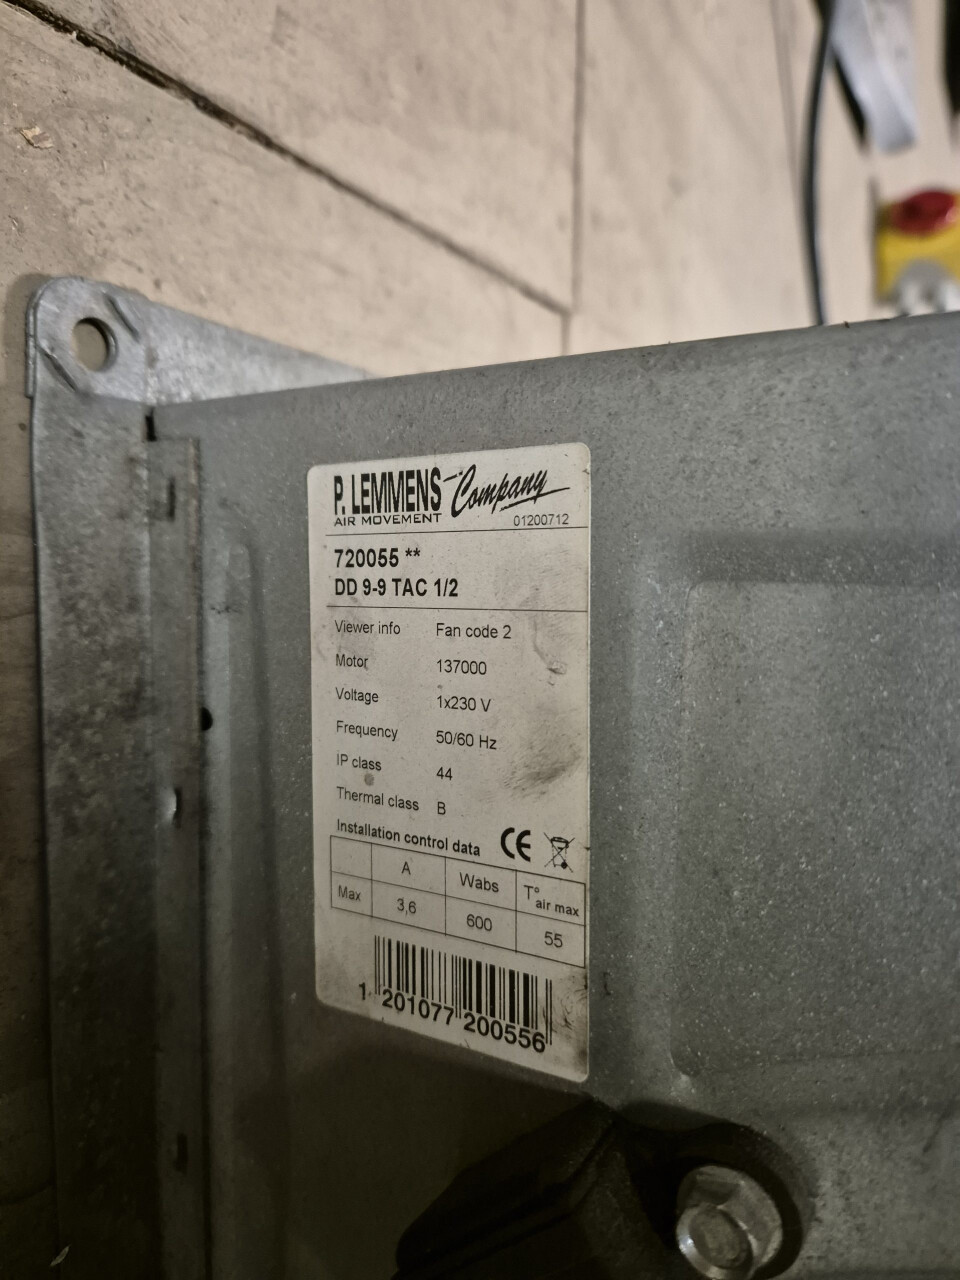 P. LEMMENS Company
AIR MOVEMENT
01200712
720055 **
DD 9-9 TAC 1/2
Viewer info Fan code 2
Motor 137000
Voltage 1x230 V
Frequency 50/60 Hz
IP class 44
Thermal class B
Installation control data CE
A Wabs T° air max
Max 3,6 600 55
1 201077 200556